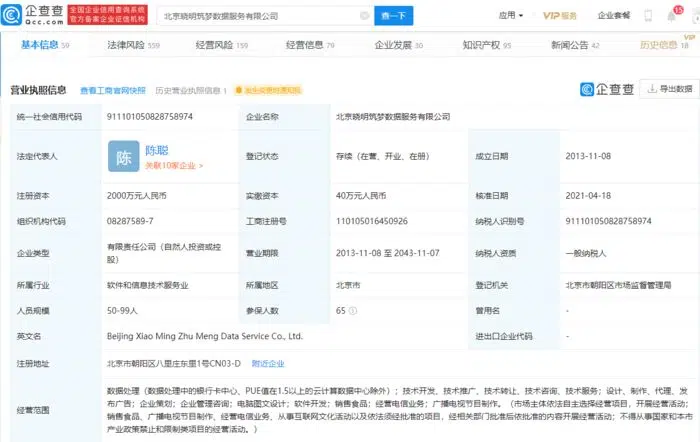 企查查
Qcc.com
全国企业信用查询系统
官方备案企业征信机构
北京晓明筑梦数据服务有限公司
查一下
应用
VIP服务
企业套餐
15
基本信息 59
法律风险 559
经营风险 159
经营信息 79
企业发展 30
知识产权 95
新闻公告 42
历史信息 18
VIP
营业执照信息
查看工商官网快照
历史营业执照信息 1
企查查
导出数据
统一社会信用代码 911101050828758974 企业名称 北京晓明筑梦数据服务有限公司
法定代表人 陈 陈聪 登记状态 存续（在营、开业、在册） 成立日期 2013-11-08
关联10家企业 >
注册资本 2000万元人民币 实缴资本 40万元人民币 核准日期 2021-04-18
组织机构代码 08287589-7 工商注册号 110105016450926 纳税人识别号 911101050828758974
企业类型 有限责任公司（自然人投资或控股） 营业期限 2013-11-08 至 2043-11-07 纳税人资质 一般纳税人
所属行业 软件和信息技术服务业 所属地区 北京市 登记机关 北京市朝阳区市场监督管理局
人员规模 50-99人 参保人数 65 曾用名 -
英文名 Beijing Xiao Ming Zhu Meng Data Service Co., Ltd. 进出口企业代码 -
注册地址 北京市朝阳区八里庄东里1号CN03-D 附近企业
经营范围
数据处理（数据处理中的银行卡中心、PUE值在1.5以上的云计算数据中心除外）；技术开发、技术推广、技术转让、技术咨询、技术服务；设计、制作、代理、发
布广告；企业策划；企业管理咨询；电脑图文设计；软件开发；销售食品；经营电信业务；广播电视节目制作。（市场主体依法自主选择经营项目，开展经营活动；
销售食品、广播电视节目制作、经营电信业务、从事互联网文化活动以及依法须经批准的项目，经相关部门批准后依批准的内容开展经营活动；不得从事国家和本市
产业政策禁止和限制类项目的经营活动。）